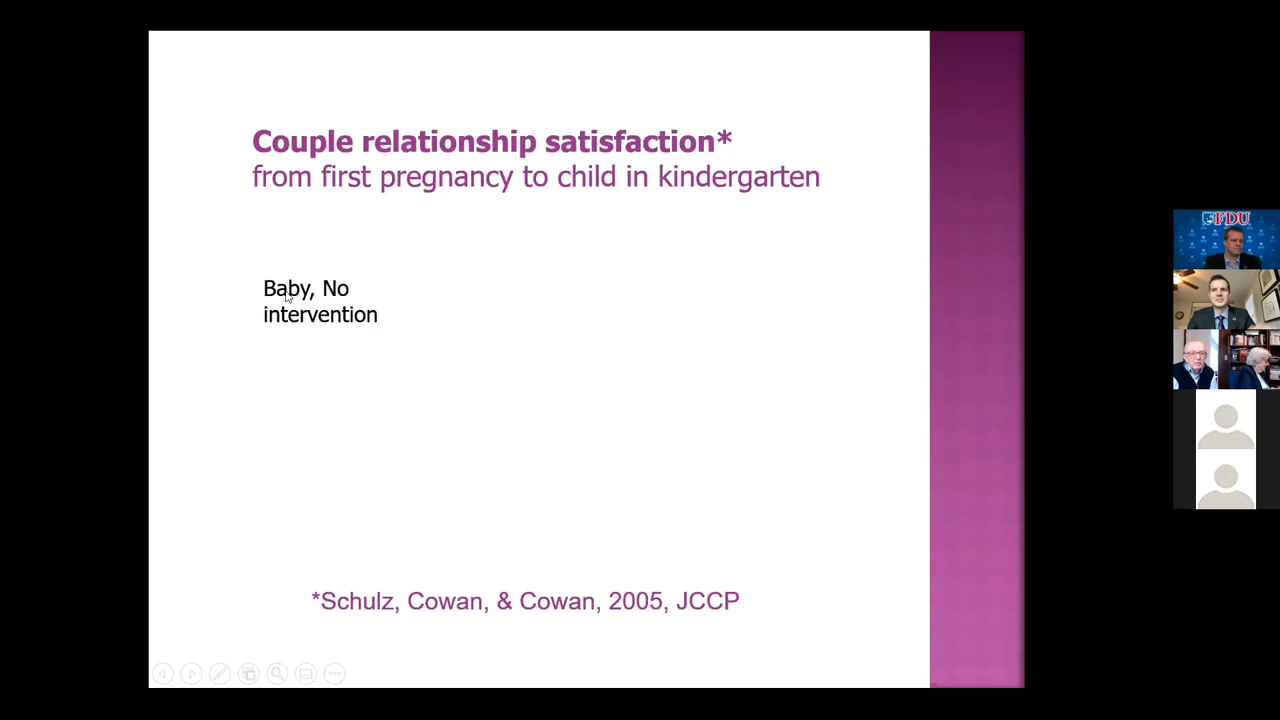 Couple relationship satisfaction*
from first pregnancy to child in kindergarten
Baby, No
intervention
*Schulz, Cowan, & Cowan, 2005, JCCP
FDU